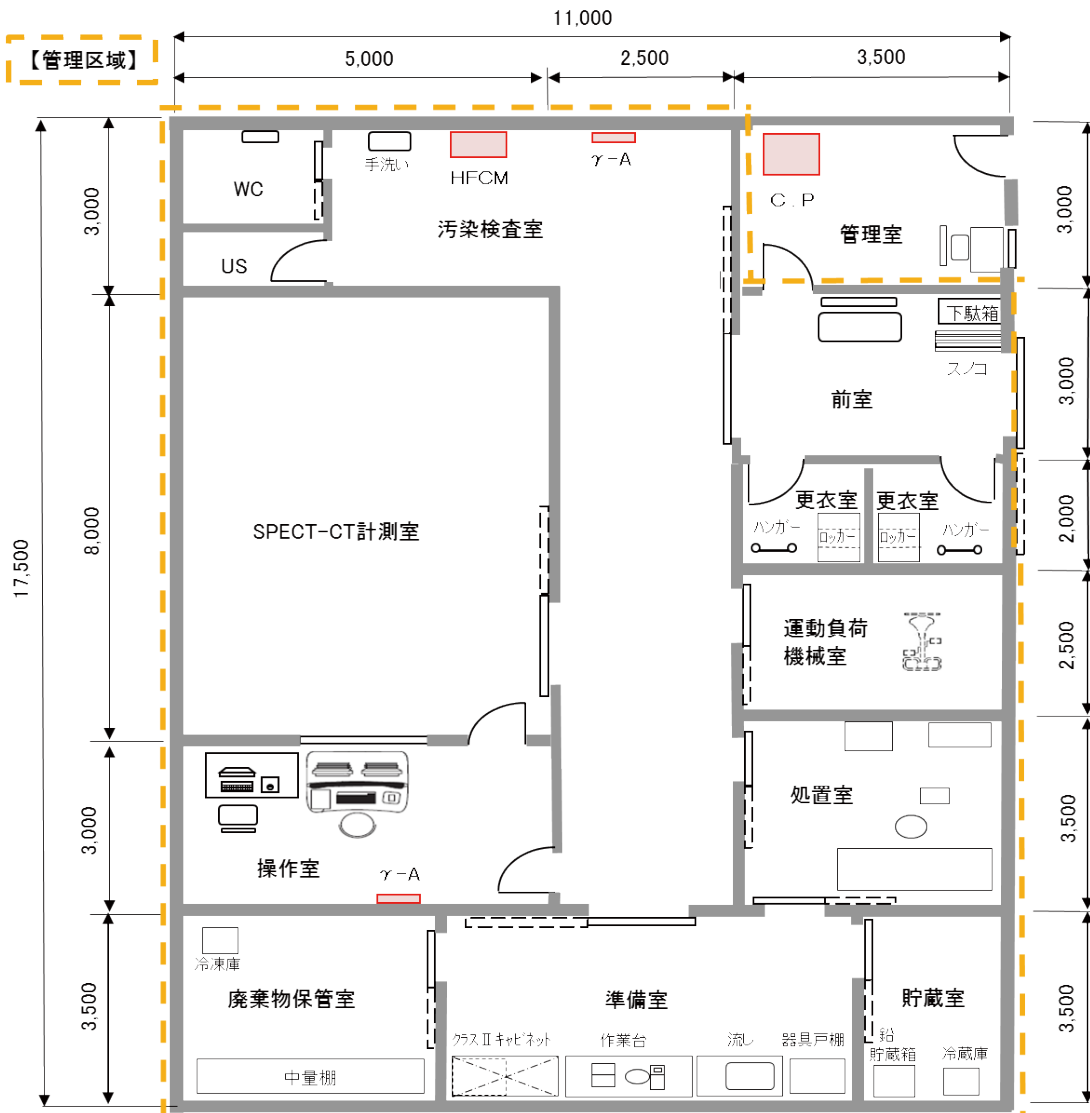 11,000
【管理区域】
5,000
2,500
3,500
WC
手洗い
HFCM
γ-A
C.P
汚染検査室
管理室
US
3,000
3,000
下駄箱
スノコ
前室
3,000
更衣室
更衣室
ハンガー
ロッカー
ロッカー
ハンガー
2,000
SPECT-CT計測室
8,000
17,500
運動負荷
機械室
2,500
処置室
3,500
操作室
γ-A
3,000
冷凍庫
廃棄物保管室
準備室
貯蔵室
3,500
3,500
クラスⅡキャビネット
作業台
流し
器具戸棚
鉛
貯蔵箱
冷蔵庫
中量棚